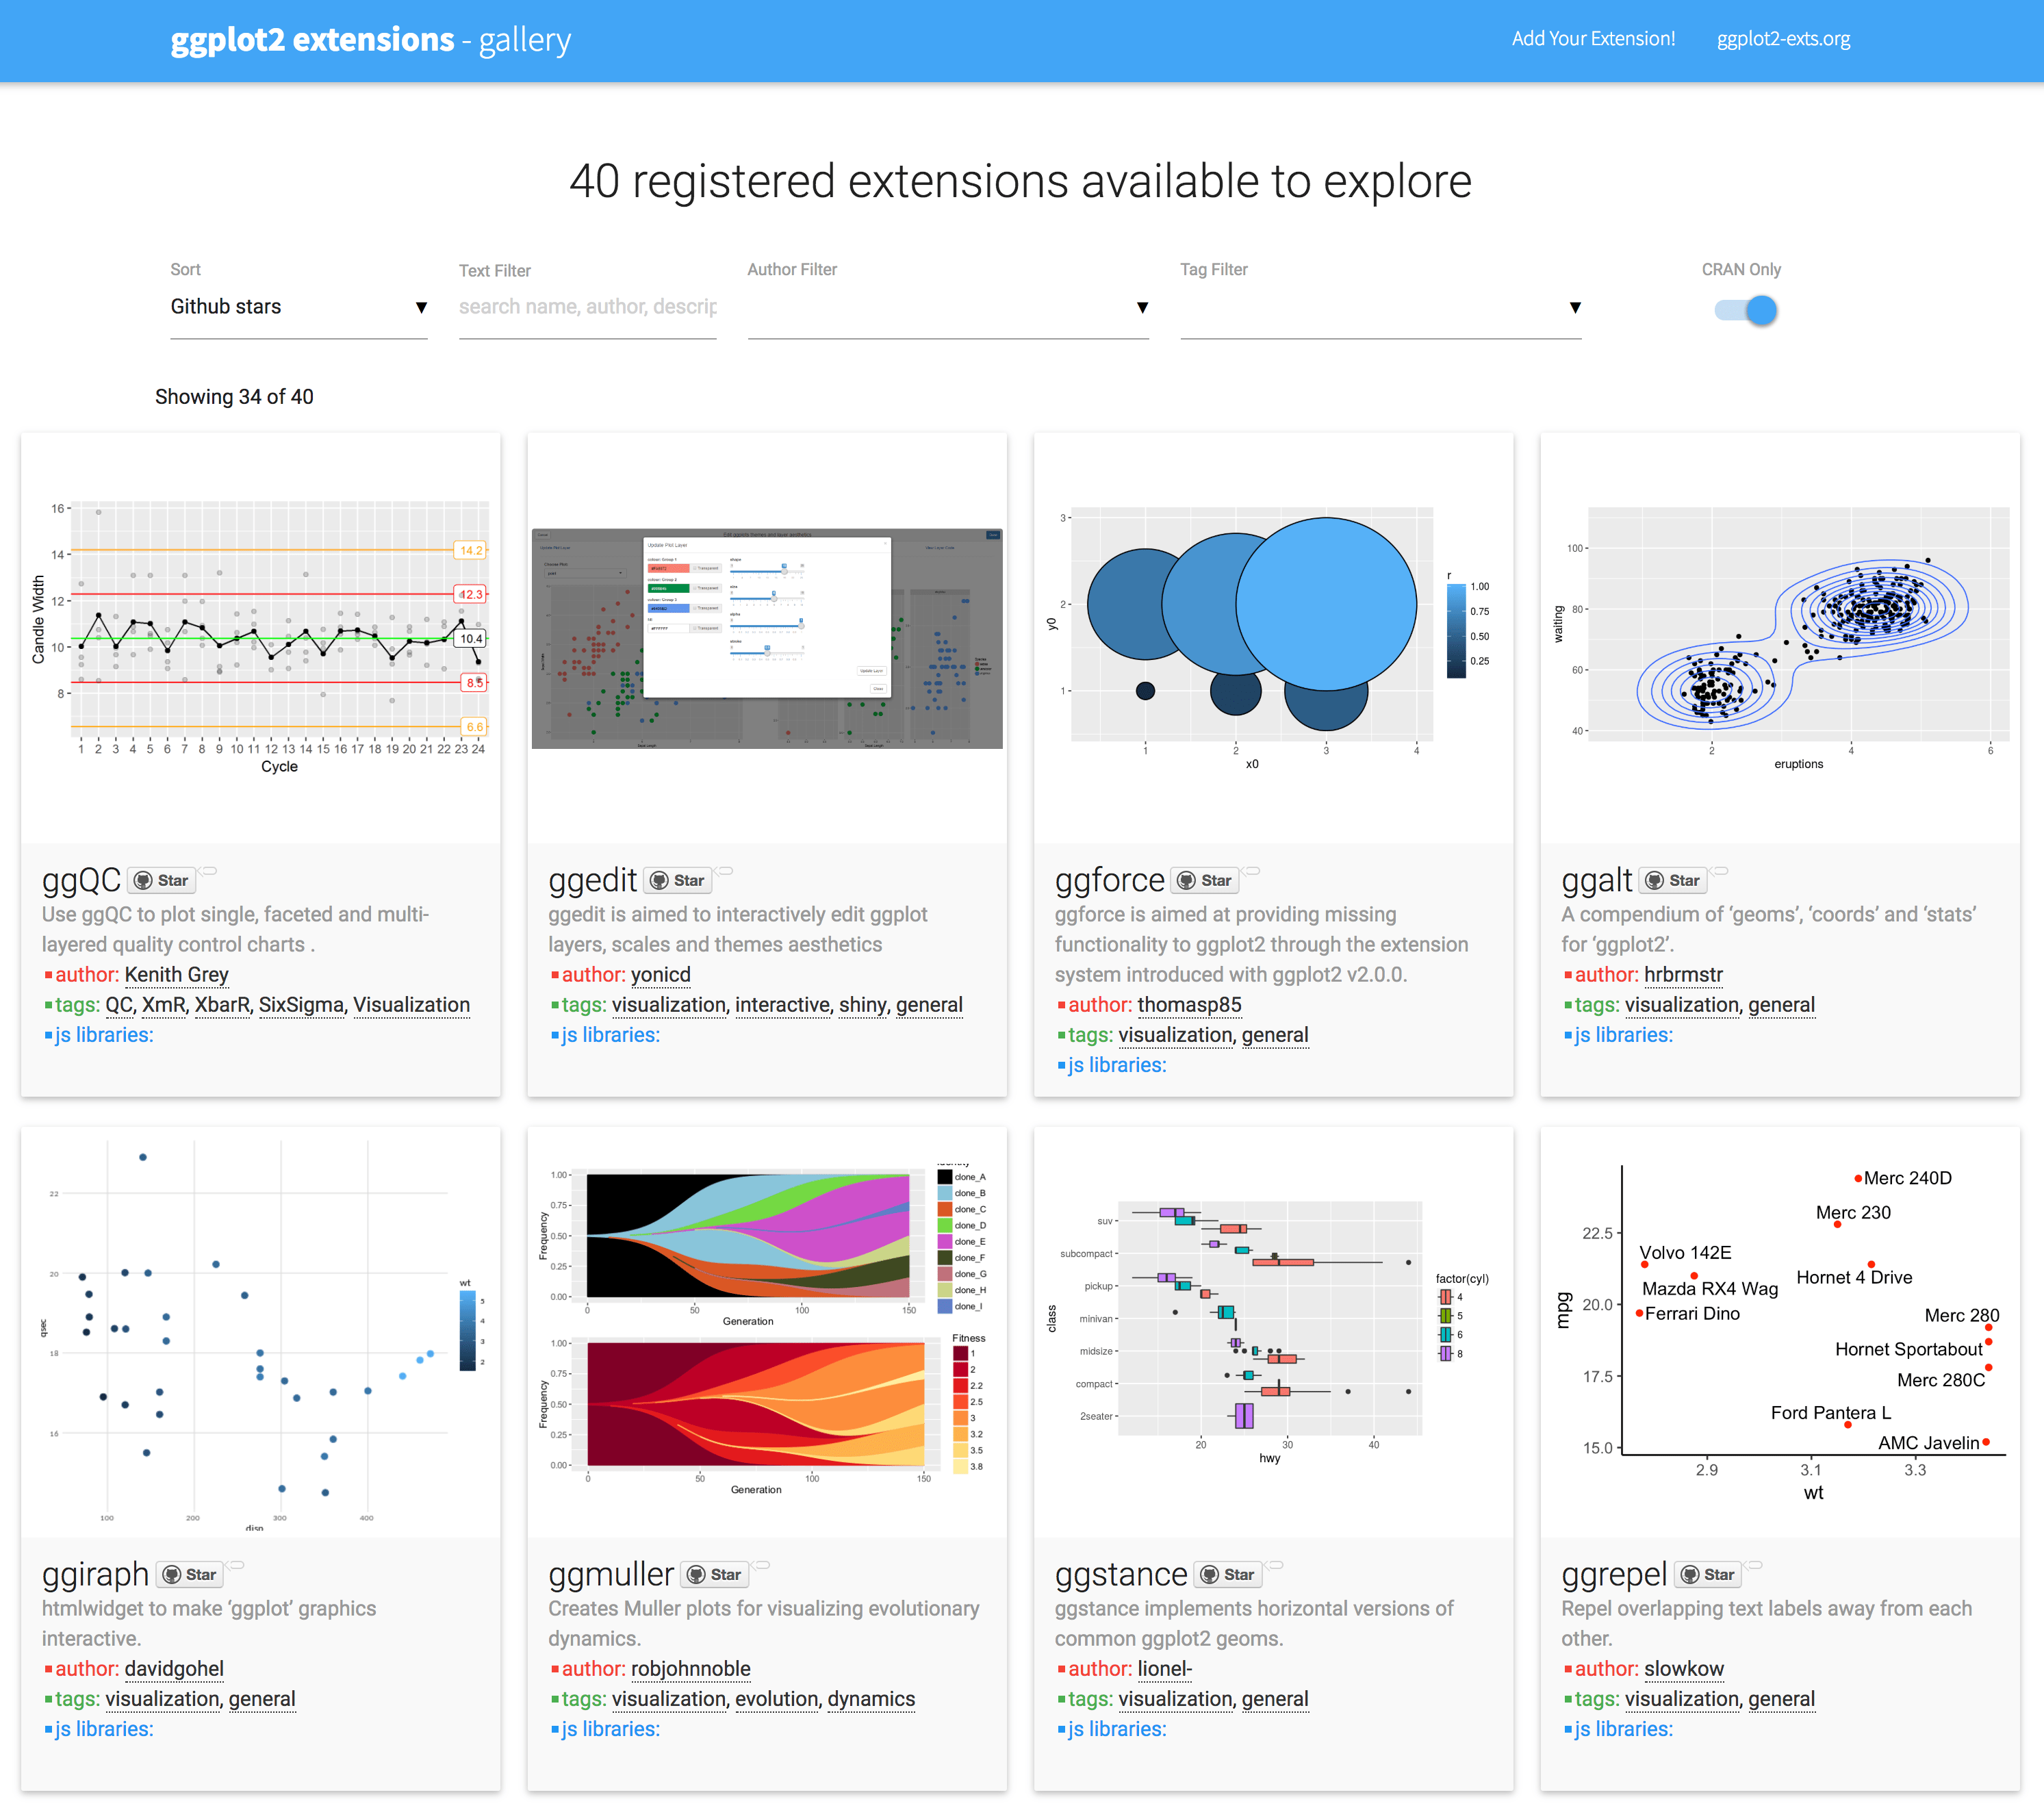 ggplot2 extensions - gallery
Add Your Extension!
ggplot2-exts.org
40 registered extensions available to explore
Sort
Text Filter
Author Filter
Tag Filter
CRAN Only
Github stars
search name, author, descrip
Showing 34 of 40
16
14
12
10
8
14.2
12.3
10.4
8.5
6.6
Candle Width
1 2 3 4 5 6 7 8 9 10 11 12 13 14 15 16 17 18 19 20 21 22 23 24
Cycle
Update Plot Layer
3
2
1
y0
1 2 3 4
x0
r
1.00
0.75
0.50
0.25
100
80
60
40
waiting
2 4 6
eruptions
ggQC
Star
Use ggQC to plot single, faceted and multi-
layered quality control charts .
author: Kenith Grey
tags: QC, XmR, XbarR, SixSigma, Visualization
js libraries:
ggedit
Star
ggedit is aimed to interactively edit ggplot
layers, scales and themes aesthetics
author: yonicd
tags: visualization, interactive, shiny, general
js libraries:
ggforce
Star
ggforce is aimed at providing missing
functionality to ggplot2 through the extension
system introduced with ggplot2 v2.0.0.
author: thomasp85
tags: visualization, general
js libraries:
ggalt
Star
A compendium of ‘geoms’, ‘coords’ and ‘stats’
for ‘ggplot2’.
author: hrbrmstr
tags: visualization, general
js libraries:
22
20
18
16
qsec
100 200 300 400
disp
wt
5
4
3
2
1.00
0.75
0.50
0.25
0.00
Frequency
0 50 100 150
Generation
Identity
clone_A
clone_B
clone_C
clone_D
clone_E
clone_F
clone_G
clone_H
clone_I
1.00
0.75
0.50
0.25
0.00
Frequency
0 50 100 150
Generation
Fitness
1
2
2.2
2.5
3
3.2
3.5
3.8
suv
subcompact
pickup
minivan
midsize
compact
2seater
class
20 30 40
hwy
factor(cyl)
4
5
6
8
Merc 240D
Merc 230
Volvo 142E
Hornet 4 Drive
Mazda RX4 Wag
Ferrari Dino
Merc 280
Hornet Sportabout
Merc 280C
Ford Pantera L
AMC Javelin
22.5
20.0
17.5
15.0
mpg
2.9 3.1 3.3
wt
ggiraph
Star
htmlwidget to make ‘ggplot’ graphics
interactive.
author: davidgohel
tags: visualization, general
js libraries:
ggmuller
Star
Creates Muller plots for visualizing evolutionary
dynamics.
author: robjohnnoble
tags: visualization, evolution, dynamics
js libraries:
ggstance
Star
ggstance implements horizontal versions of
common ggplot2 geoms.
author: lionel-
tags: visualization, general
js libraries:
ggrepel
Star
Repel overlapping text labels away from each
other.
author: slowkow
tags: visualization, general
js libraries: